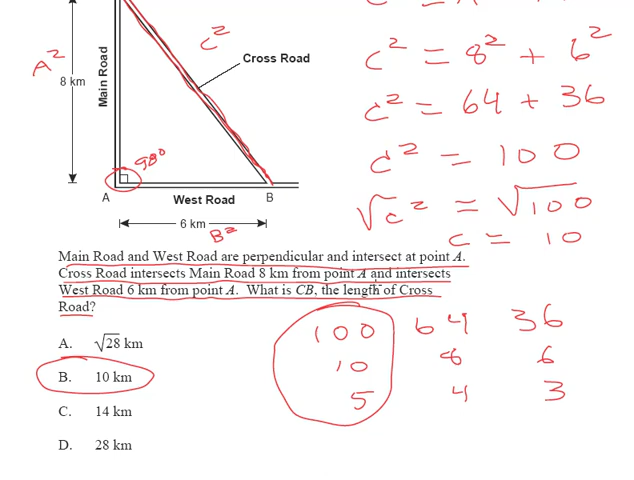 C² = A
C²
A²
Cross Road
c² = 8² + 6²
Main Road
8 km
c² = 64 + 36
90°
c² = 100
A
West Road
B
√c² = √100
6 km
B²
c = 10
Main Road and West Road are perpendicular and intersect at point A.
Cross Road intersects Main Road 8 km from point A and intersects
West Road 6 km from point A. What is CB, the length of Cross
Road?
100 64 36
10 8 6
5 4 3
A. √28 km
B. 10 km
C. 14 km
D. 28 km